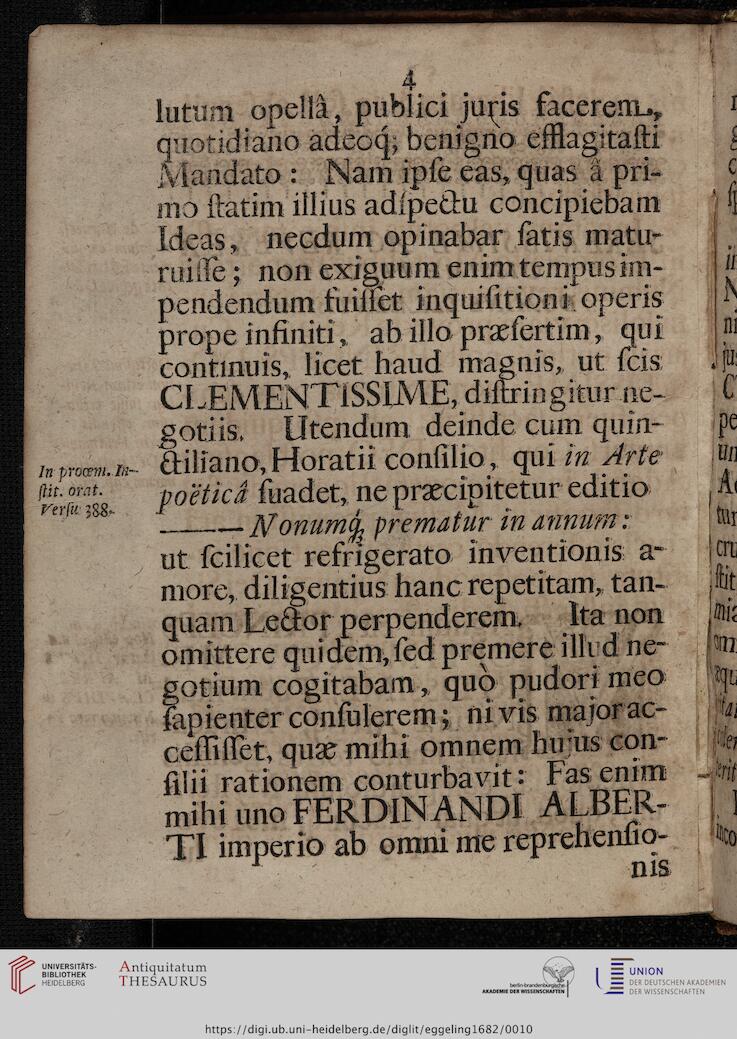 4
lutum opellâ, publici juris facerem,
quotidiano adeoq́; benigno efflagitaſti
Mandato: Nam ipſe eas, quas â pri-
mo ſtatim illius adſpectu concipiebam
Ideas, necdum opinabar ſatis matu-
ruiſſe; non exiguum enim tempus im-
pendendum fuiſſet inquiſitioni operis
prope infiniti, ab illo præſertim, qui
continuis, licet haud magnis, ut ſcis
CLEMENTISSIME, diſtringitur ne-
gotiis. Utendum deinde cum quin-
ctiliano, Horatii conſilio, qui in Arte
poëticâ ſuadet, ne præcipitetur editio
In proœm. In-
ſtit. orat.
Verſu 388.
——— Nonumq́; prematur in annum:
ut ſcilicet refrigerato inventionis a-
more, diligentius hanc repetitam, tan-
quam Lector perpenderem. Ita non
omittere quidem, ſed premere illud ne-
gotium cogitabam, quò pudori meo
ſapienter conſulerem; ni vis major ac-
ceſſiſſet, quæ mihi omnem hujus con-
ſilii rationem conturbavit: Fas enim
mihi uno FERDINANDI ALBER-
TI imperio ab omni me reprehenſio-
nis
UNIVERSITÄTS-
BIBLIOTHEK
HEIDELBERG
Antiquitatum
THESAURUS
berlin-brandenburgische
AKADEMIE DER WISSENSCHAFTEN
UNION
DER DEUTSCHEN AKADEMIEN
DER WISSENSCHAFTEN
https://digi.ub.uni-heidelberg.de/diglit/eggeling1682/0010